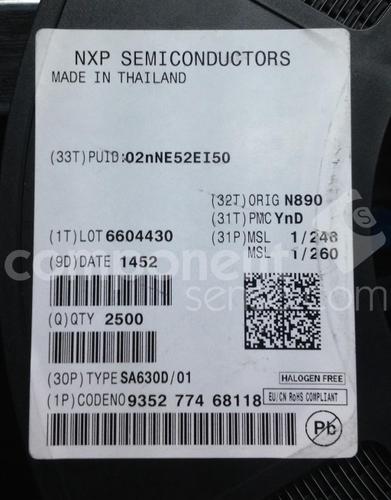 NXP SEMICONDUCTORS
MADE IN THAILAND
(33T) PUID:02nNE52EI50
(32T) ORIG N890
(31T) PMC YnD
(1T) LOT 6604430
(31P) MSL 1/248
(9D) DATE 1452
MSL 1/260
(Q) QTY 2500
(30P) TYPE SA630D/01
HALOGEN FREE
(1P) CODENO 9352 774 68118
EU/CN RoHS COMPLIANT
Pb